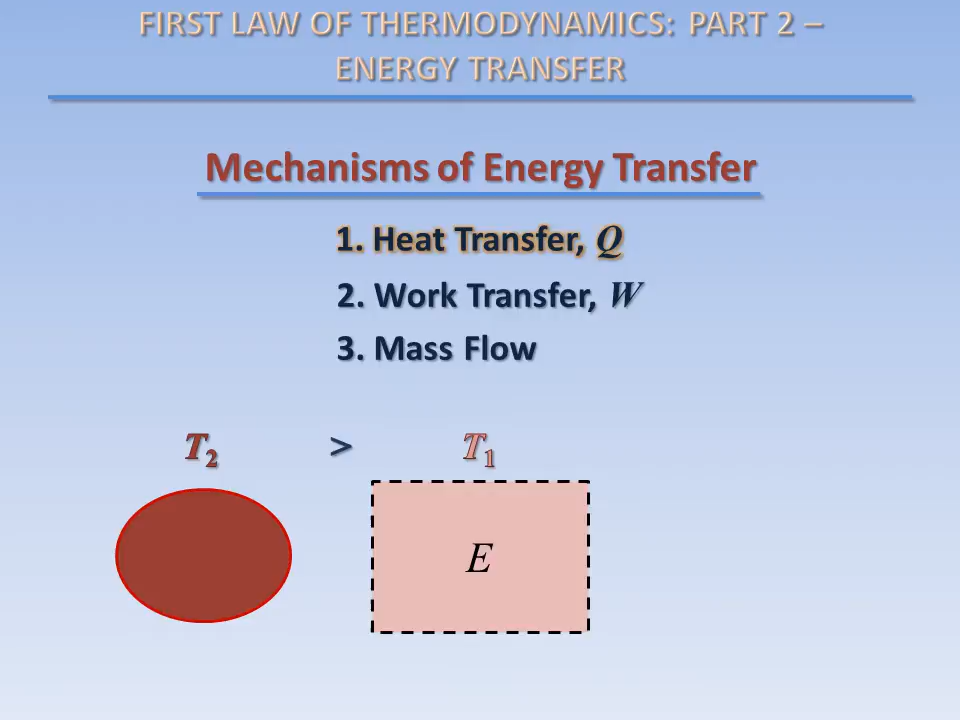 FIRST LAW OF THERMODYNAMICS: PART 2 –
ENERGY TRANSFER
Mechanisms of Energy Transfer
1. Heat Transfer, Q
2. Work Transfer, W
3. Mass Flow
T₂ > T₁
E